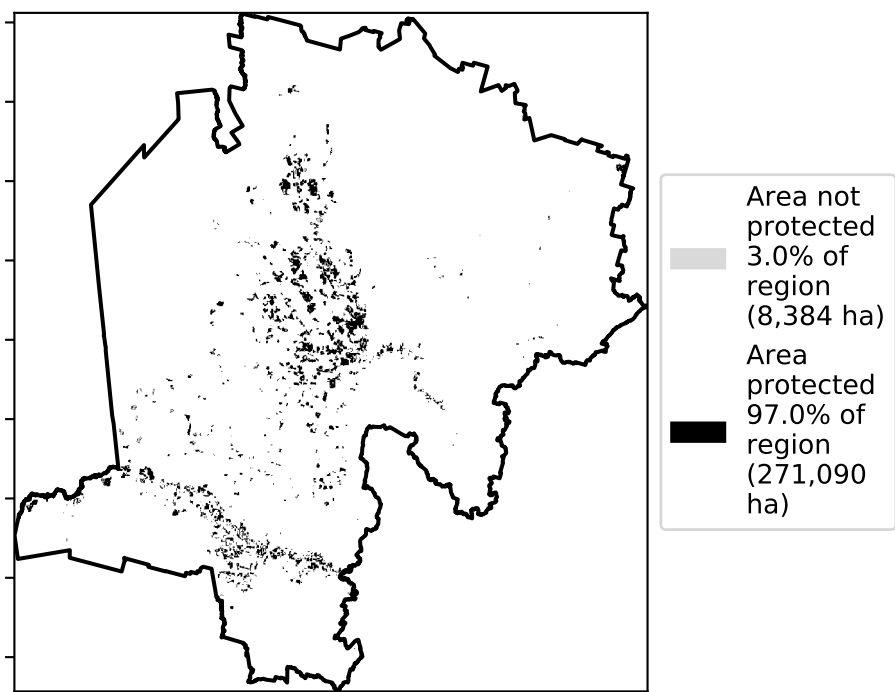 Area not
protected
3.0% of
region
(8,384 ha)
Area
protected
97.0% of
region
(271,090
ha)